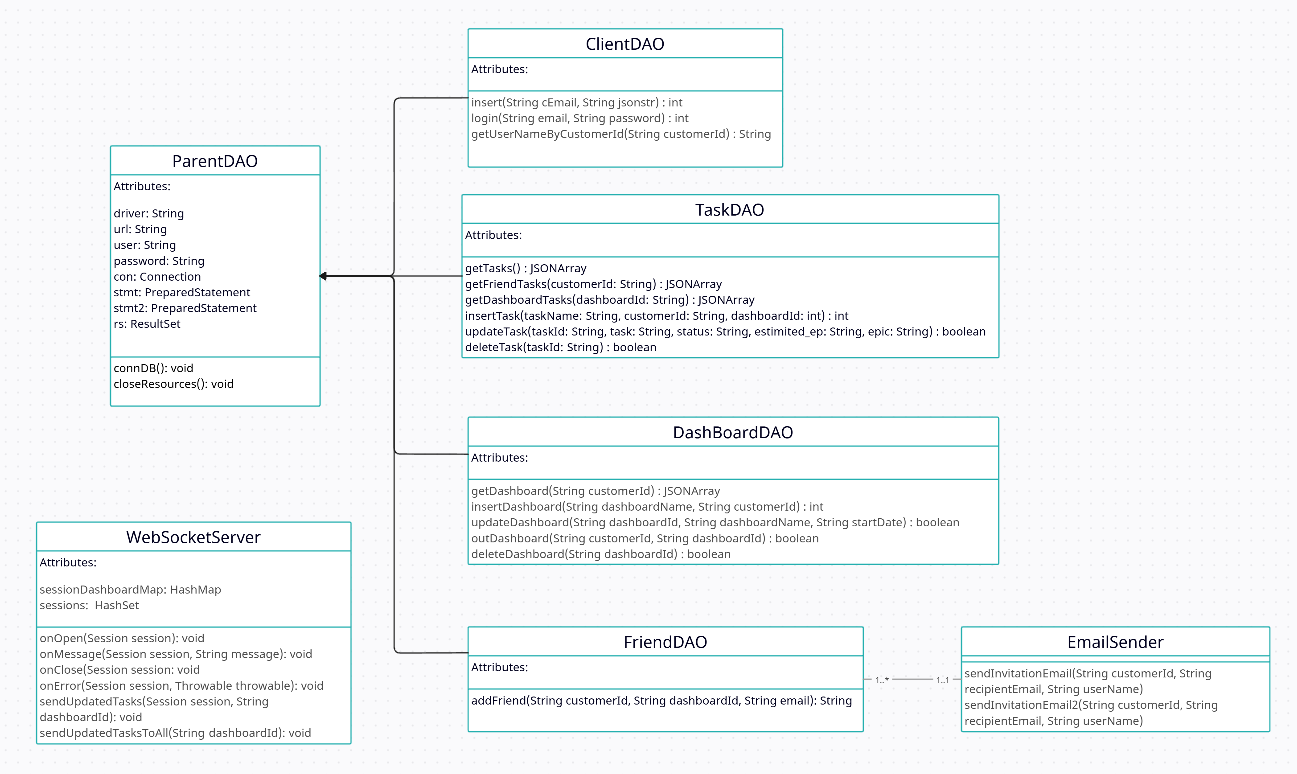 ClientDAO
Attributes:
insert(String cEmail, String jsonstr) : int
login(String email, String password) : int
getUserNameByCustomerId(String customerId) : String
ParentDAO
Attributes:
driver: String
url: String
user: String
password: String
con: Connection
stmt: PreparedStatement
stmt2: PreparedStatement
rs: ResultSet
connDB(): void
closeResources(): void
TaskDAO
Attributes:
getTasks() : JSONArray
getFriendTasks(customerId: String) : JSONArray
getDashboardTasks(dashboardId: String) : JSONArray
insertTask(taskName: String, customerId: String, dashboardId: int) : int
updateTask(taskId: String, task: String, status: String, estimited_ep: String, epic: String) : boolean
deleteTask(taskId: String) : boolean
DashBoardDAO
Attributes:
getDashboard(String customerId) : JSONArray
insertDashboard(String dashboardName, String customerId) : int
updateDashboard(String dashboardId, String dashboardName, String startDate) : boolean
outDashboard(String customerId, String dashboardId) : boolean
deleteDashboard(String dashboardId) : boolean
WebSocketServer
Attributes:
sessionDashboardMap: HashMap
sessions:  HashSet
onOpen(Session session): void
onMessage(Session session, String message): void
onClose(Session session: void
onError(Session session, Throwable throwable): void
sendUpdatedTasks(Session session, String
dashboardId): void
sendUpdatedTasksToAll(String dashboardId): void
FriendDAO
Attributes:
addFriend(String customerId, String dashboardId, String email): String
1..*
1..1
EmailSender
sendInvitationEmail(String customerId, String
recipientEmail, String userName)
sendInvitationEmail2(String customerId, String
recipientEmail, String userName)